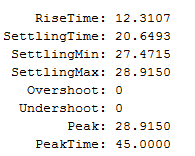 RiseTime: 12.3107
SettlingTime: 20.6493
SettlingMin: 27.4715
SettlingMax: 28.9150
Overshoot: 0
Undershoot: 0
Peak: 28.9150
PeakTime: 45.0000